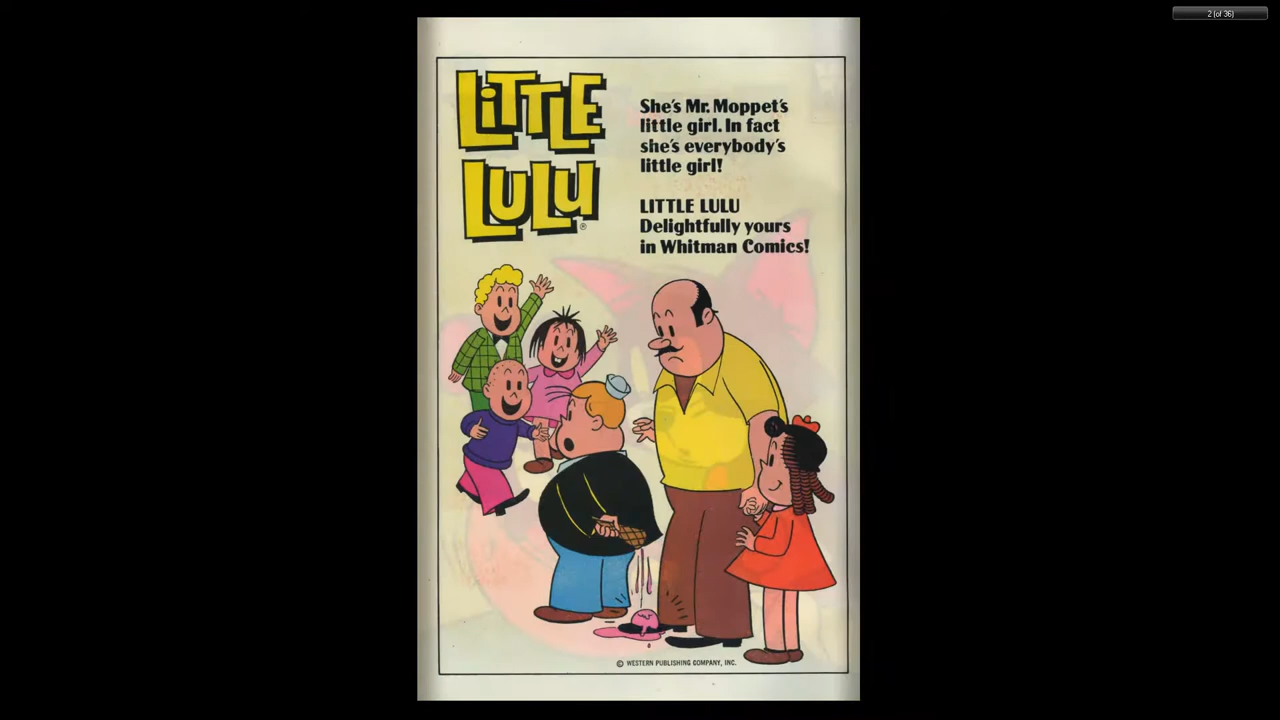 2 (of 36)
LiTTLE
LULU®
She's Mr. Moppet's
little girl. In fact
she's everybody's
little girl!
LITTLE LULU
Delightfully yours
in Whitman Comics!
© WESTERN PUBLISHING COMPANY, INC.